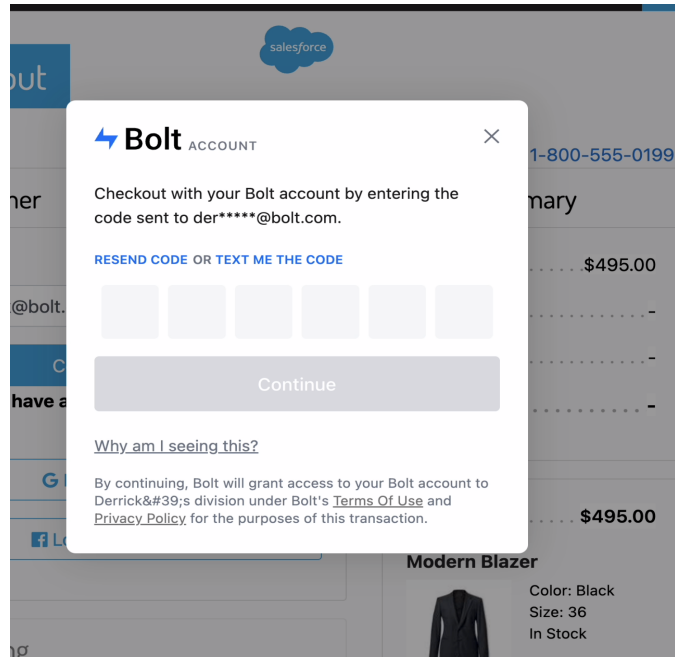 salesforce
out
Bolt ACCOUNT
1-800-555-0199
Checkout with your Bolt account by entering the
code sent to der*****@bolt.com.
mary
RESEND CODE OR TEXT ME THE CODE
. . . . . . $495.00
@bolt.
. . . . . . . . . . . . -
C
. . . . . . . . . . . . -
Continue
have a
. . . . . . . . . . . -
Why am I seeing this?
By continuing, Bolt will grant access to your Bolt account to
Derrick&#39;s division under Bolt's Terms Of Use and
Privacy Policy for the purposes of this transaction.
G
. . . . . $495.00
Lo
Modern Blazer
Color: Black
Size: 36
In Stock